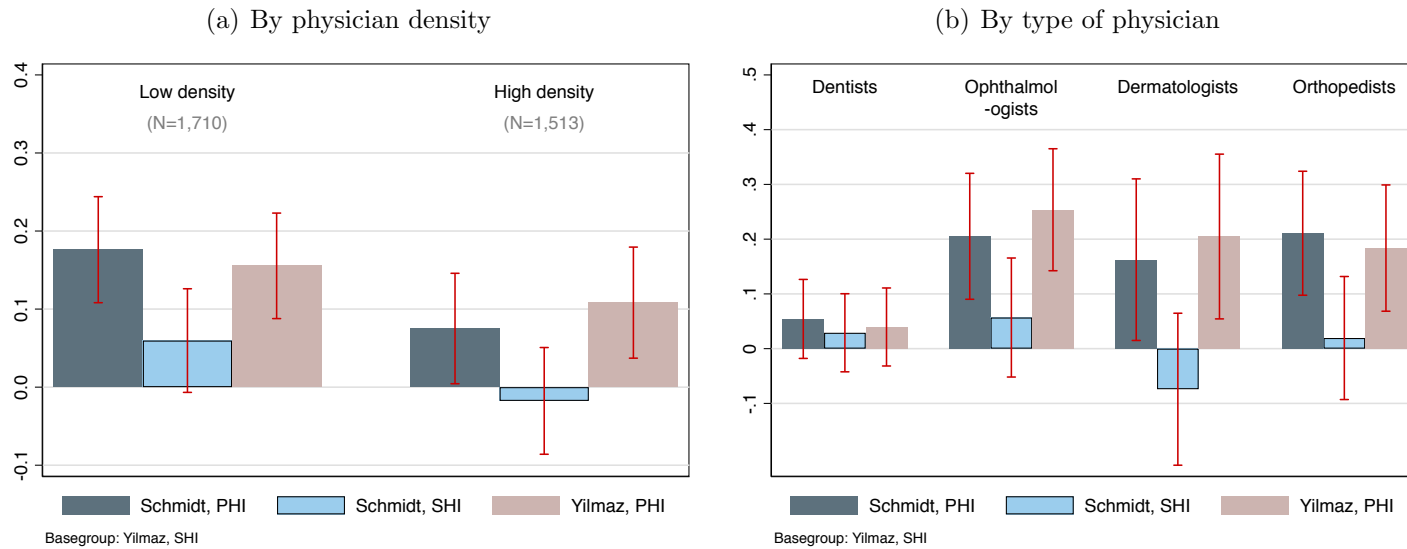 (a) By physician density
0.4
0.3
0.2
0.1
0.0
-0.1
Low density
(N=1,710)
High density
(N=1,513)
Schmidt, PHI
Schmidt, SHI
Yilmaz, PHI
Basegroup: Yilmaz, SHI
(b) By type of physician
.5
.4
.3
.2
.1
0
-.1
Dentists
Ophthalmol
-ogists
Dermatologists
Orthopedists
Schmidt, PHI
Schmidt, SHI
Yilmaz, PHI
Basegroup: Yilmaz, SHI